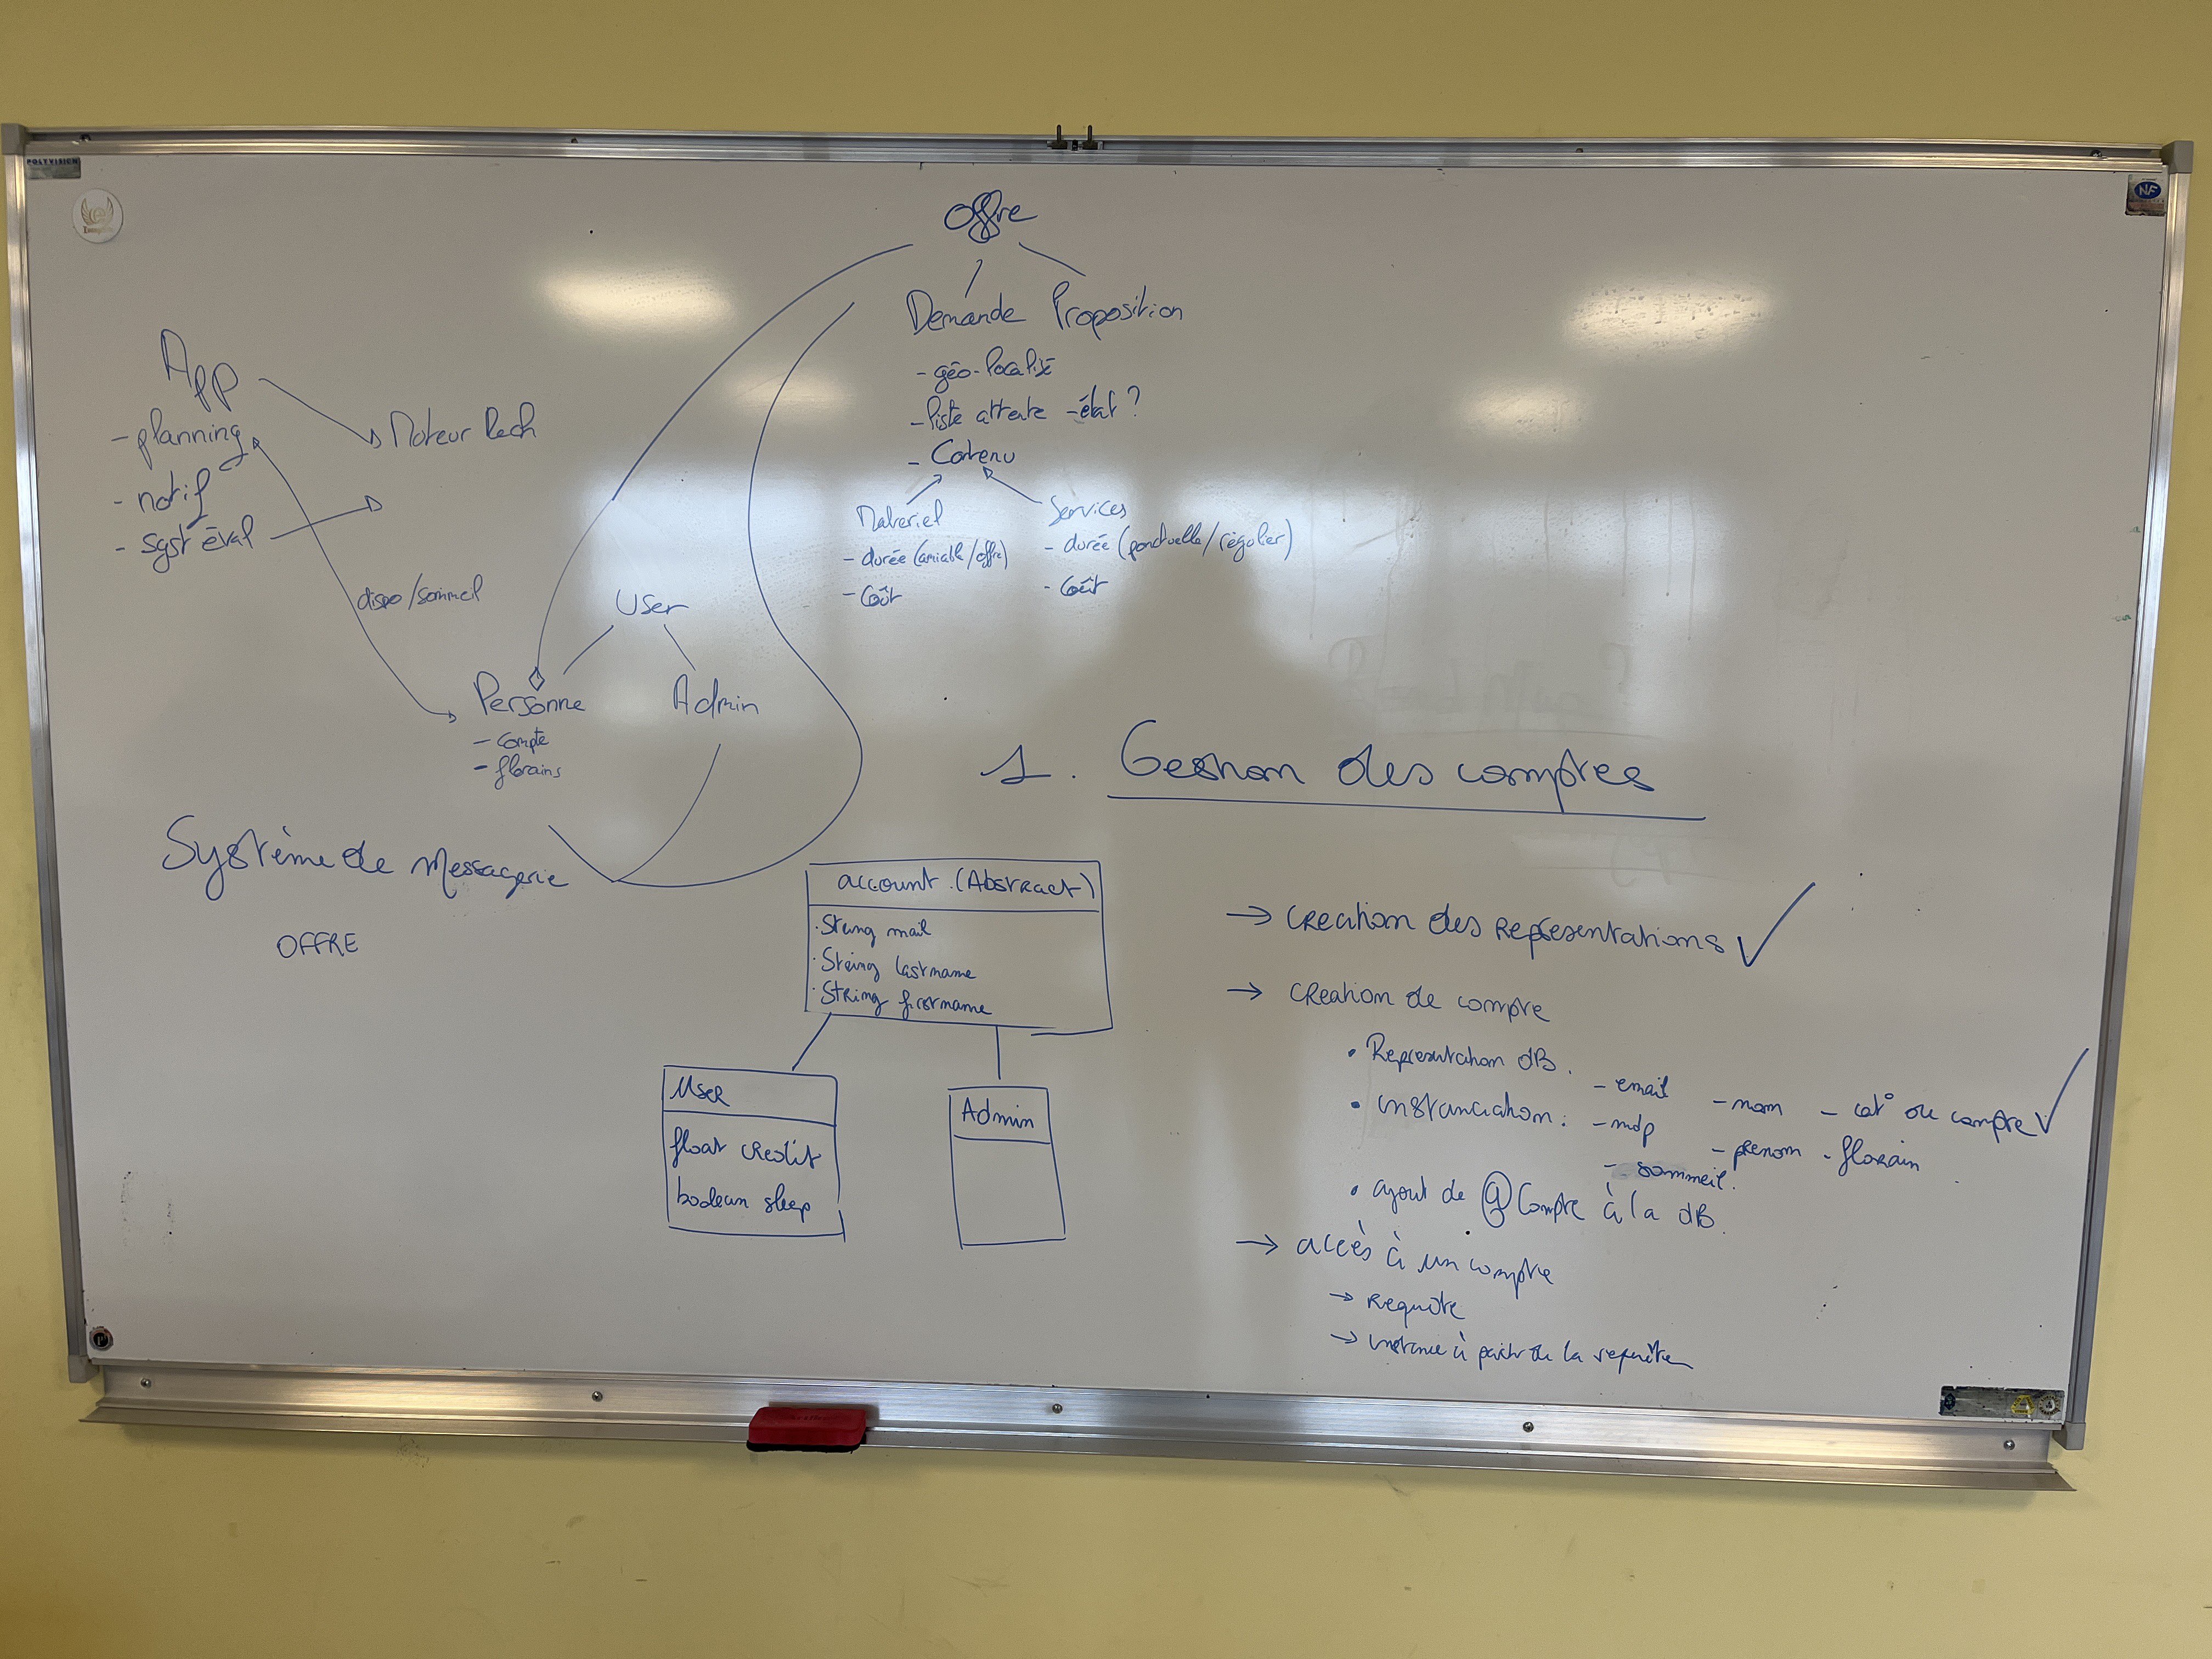 POLYVISION
NF
Offre
Demande Proposition
- géo-localisé
- liste attente - état ?
- Contenu
Materiel
- durée (amiable/offre)
- Coût
Services
- durée (ponctuelle/régulier)
- Coût
App
- planning
- notif
- syst éval
Moteur Rech
dispo/sommeil
User
Personne
- compte
- florains
Admin
Système de Messagerie
OFFRE
account (Abstract)
. String mail
. String lastname
. String firstname
User
float credit
boolean sleep
Admin
1. Gestion des comptes
→ Creation des representations ✓
→ Creation de compte
• Representation dB.
• instanciation : - email - nom - cat° de compte ✓
- mdp - prenom - florain
- sommeil.
• ajout de @ Compte à la dB.
→ accès à un compte
→ Requête
→ instance à partir de la requête